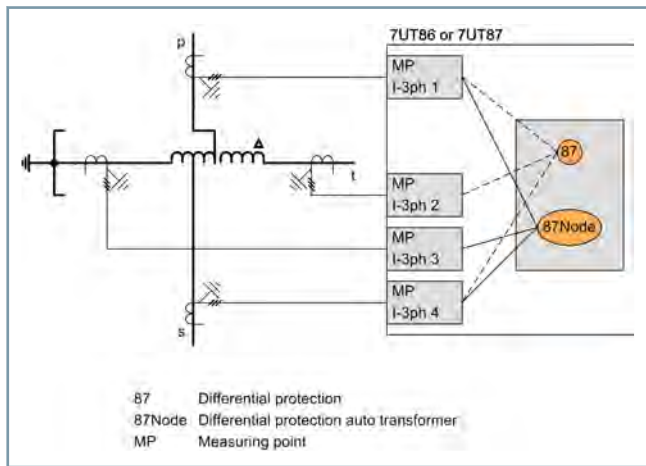 p
7UT86 or 7UT87
MP
I-3ph 1
87
Δ
t
MP
I-3ph 2
87Node
MP
I-3ph 3
MP
I-3ph 4
s
87 Differential protection
87Node Differential protection auto transformer
MP Measuring point